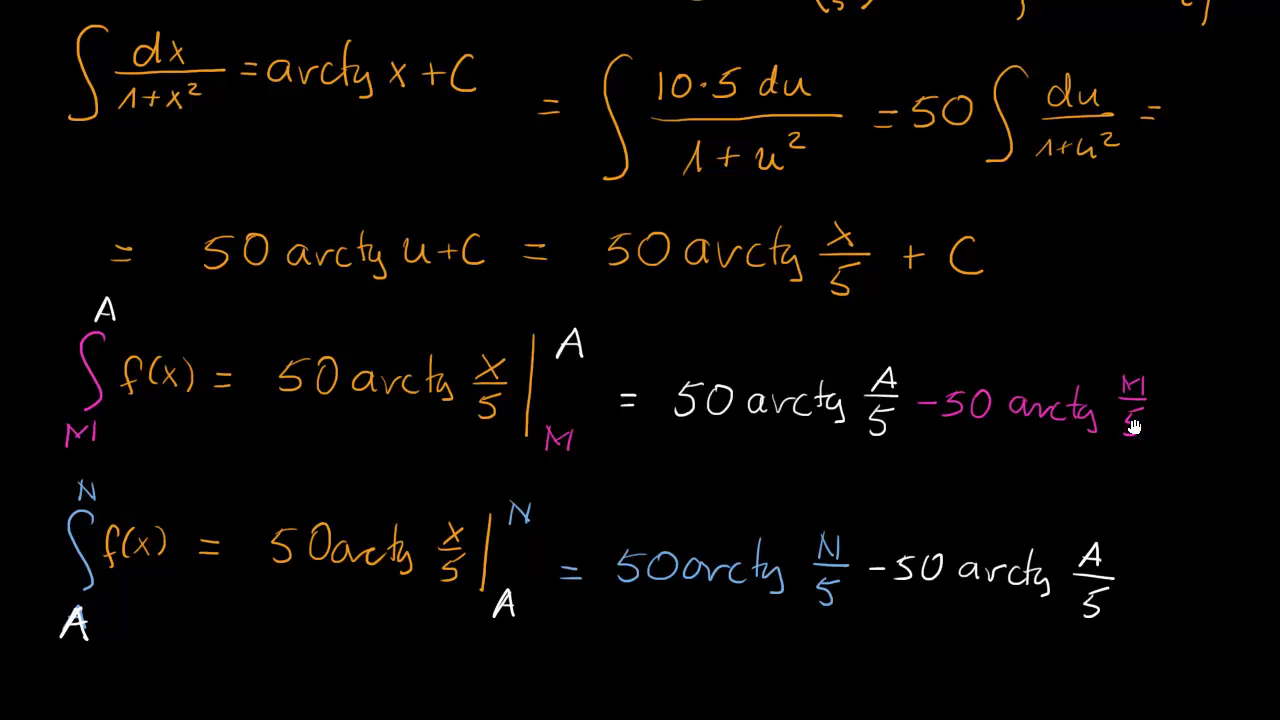 ∫ dx/(1+x²) = arctg x + C = ∫ 10·5 du/(1+u²) = 50 ∫ du/(1+u²) =
= 50 arctg u + C = 50 arctg x/5 + C
∫_M^A f(x) = 50 arctg x/5 |_M^A = 50 arctg A/5 - 50 arctg M/5
∫_A^N f(x) = 50 arctg x/5 |_A^N = 50 arctg N/5 - 50 arctg A/5